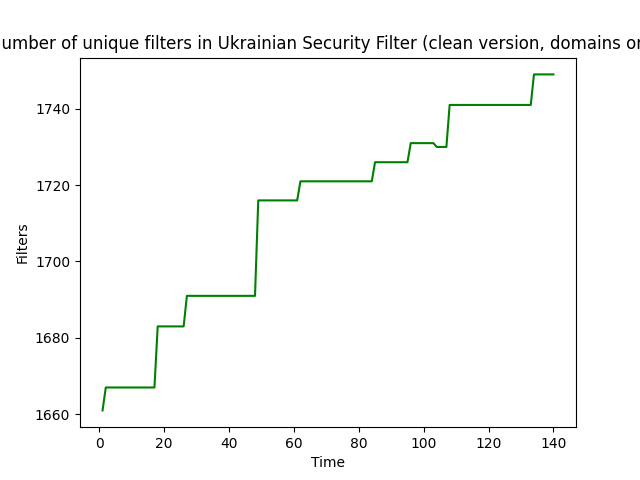 umber of unique filters in Ukrainian Security Filter (clean version, domains or
1740
1720
1700
1680
1660
Filters
0 20 40 60 80 100 120 140
Time